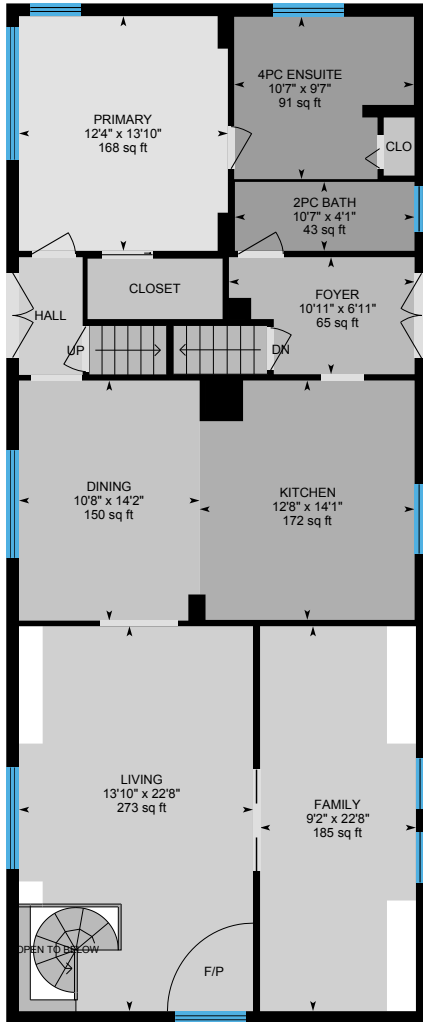 4PC ENSUITE
10'7" x 9'7"
91 sq ft
PRIMARY
12'4" x 13'10"
168 sq ft
CLO
2PC BATH
10'7" x 4'1"
43 sq ft
CLOSET
FOYER
10'11" x 6'11"
65 sq ft
HALL
UP
DN
DINING
10'8" x 14'2"
150 sq ft
KITCHEN
12'8" x 14'1"
172 sq ft
LIVING
13'10" x 22'8"
273 sq ft
FAMILY
9'2" x 22'8"
185 sq ft
OPEN TO BELOW
F/P